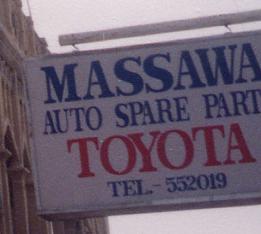 MASSAWA
AUTO SPARE PART
TOYOTA
TEL.- 552019